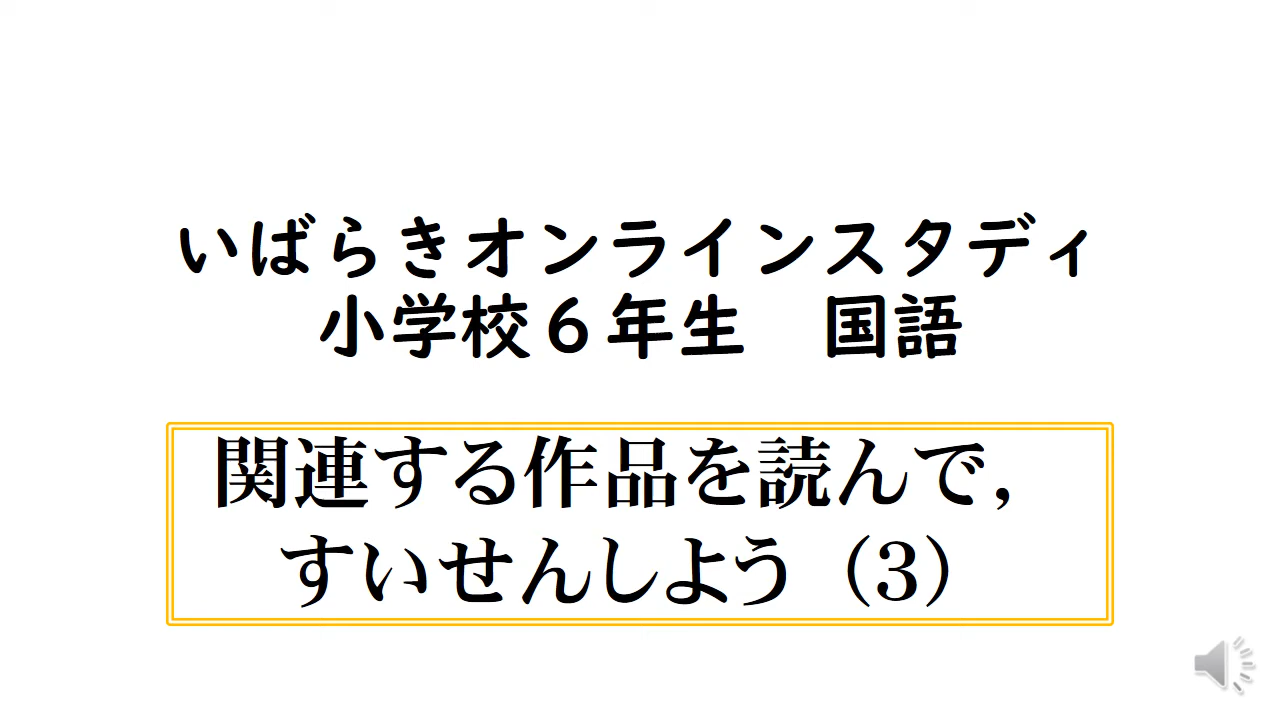 いばらきオンラインスタディ
小学校６年生　国語
関連する作品を読んで，
すいせんしよう（３）